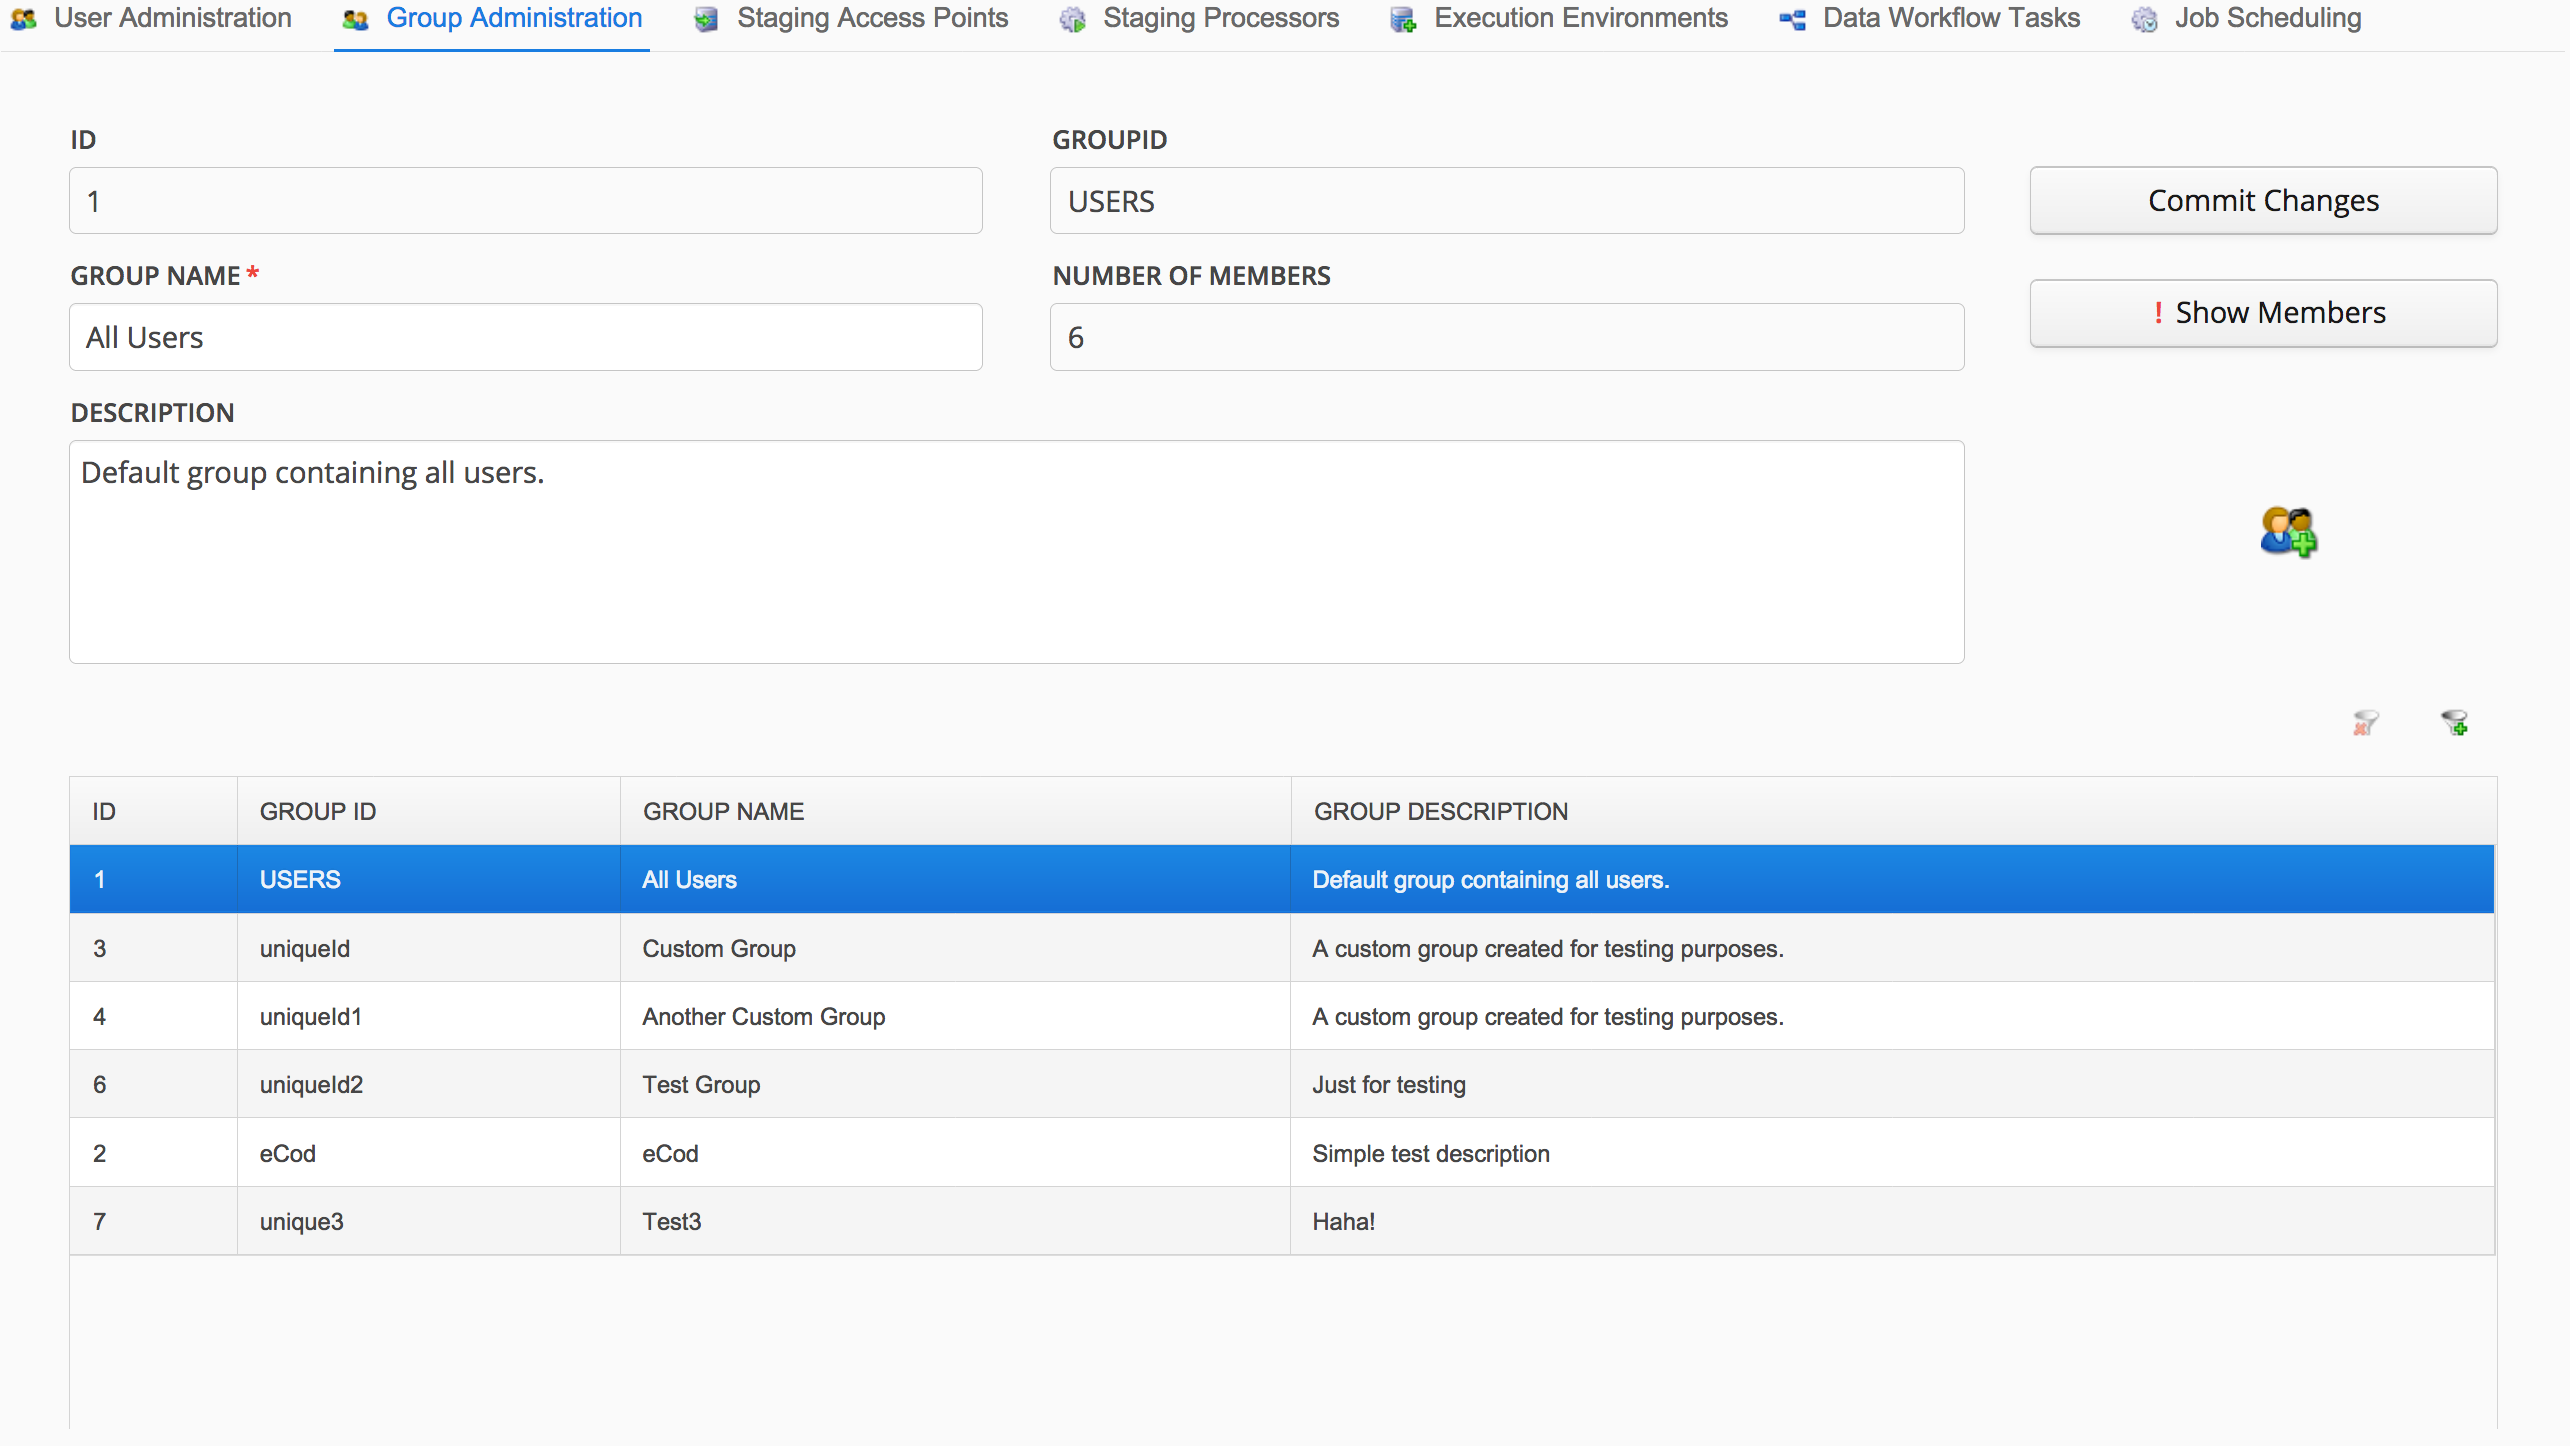 User Administration Group Administration Staging Access Points Staging Processors Execution Environments Data Workflow Tasks Job Scheduling
ID GROUPID
1 USERS Commit Changes
GROUP NAME * NUMBER OF MEMBERS
All Users 6 ! Show Members
DESCRIPTION
Default group containing all users.
ID GROUP ID GROUP NAME GROUP DESCRIPTION
1 USERS All Users Default group containing all users.
3 uniqueId Custom Group A custom group created for testing purposes.
4 uniqueId1 Another Custom Group A custom group created for testing purposes.
6 uniqueId2 Test Group Just for testing
2 eCod eCod Simple test description
7 unique3 Test3 Haha!